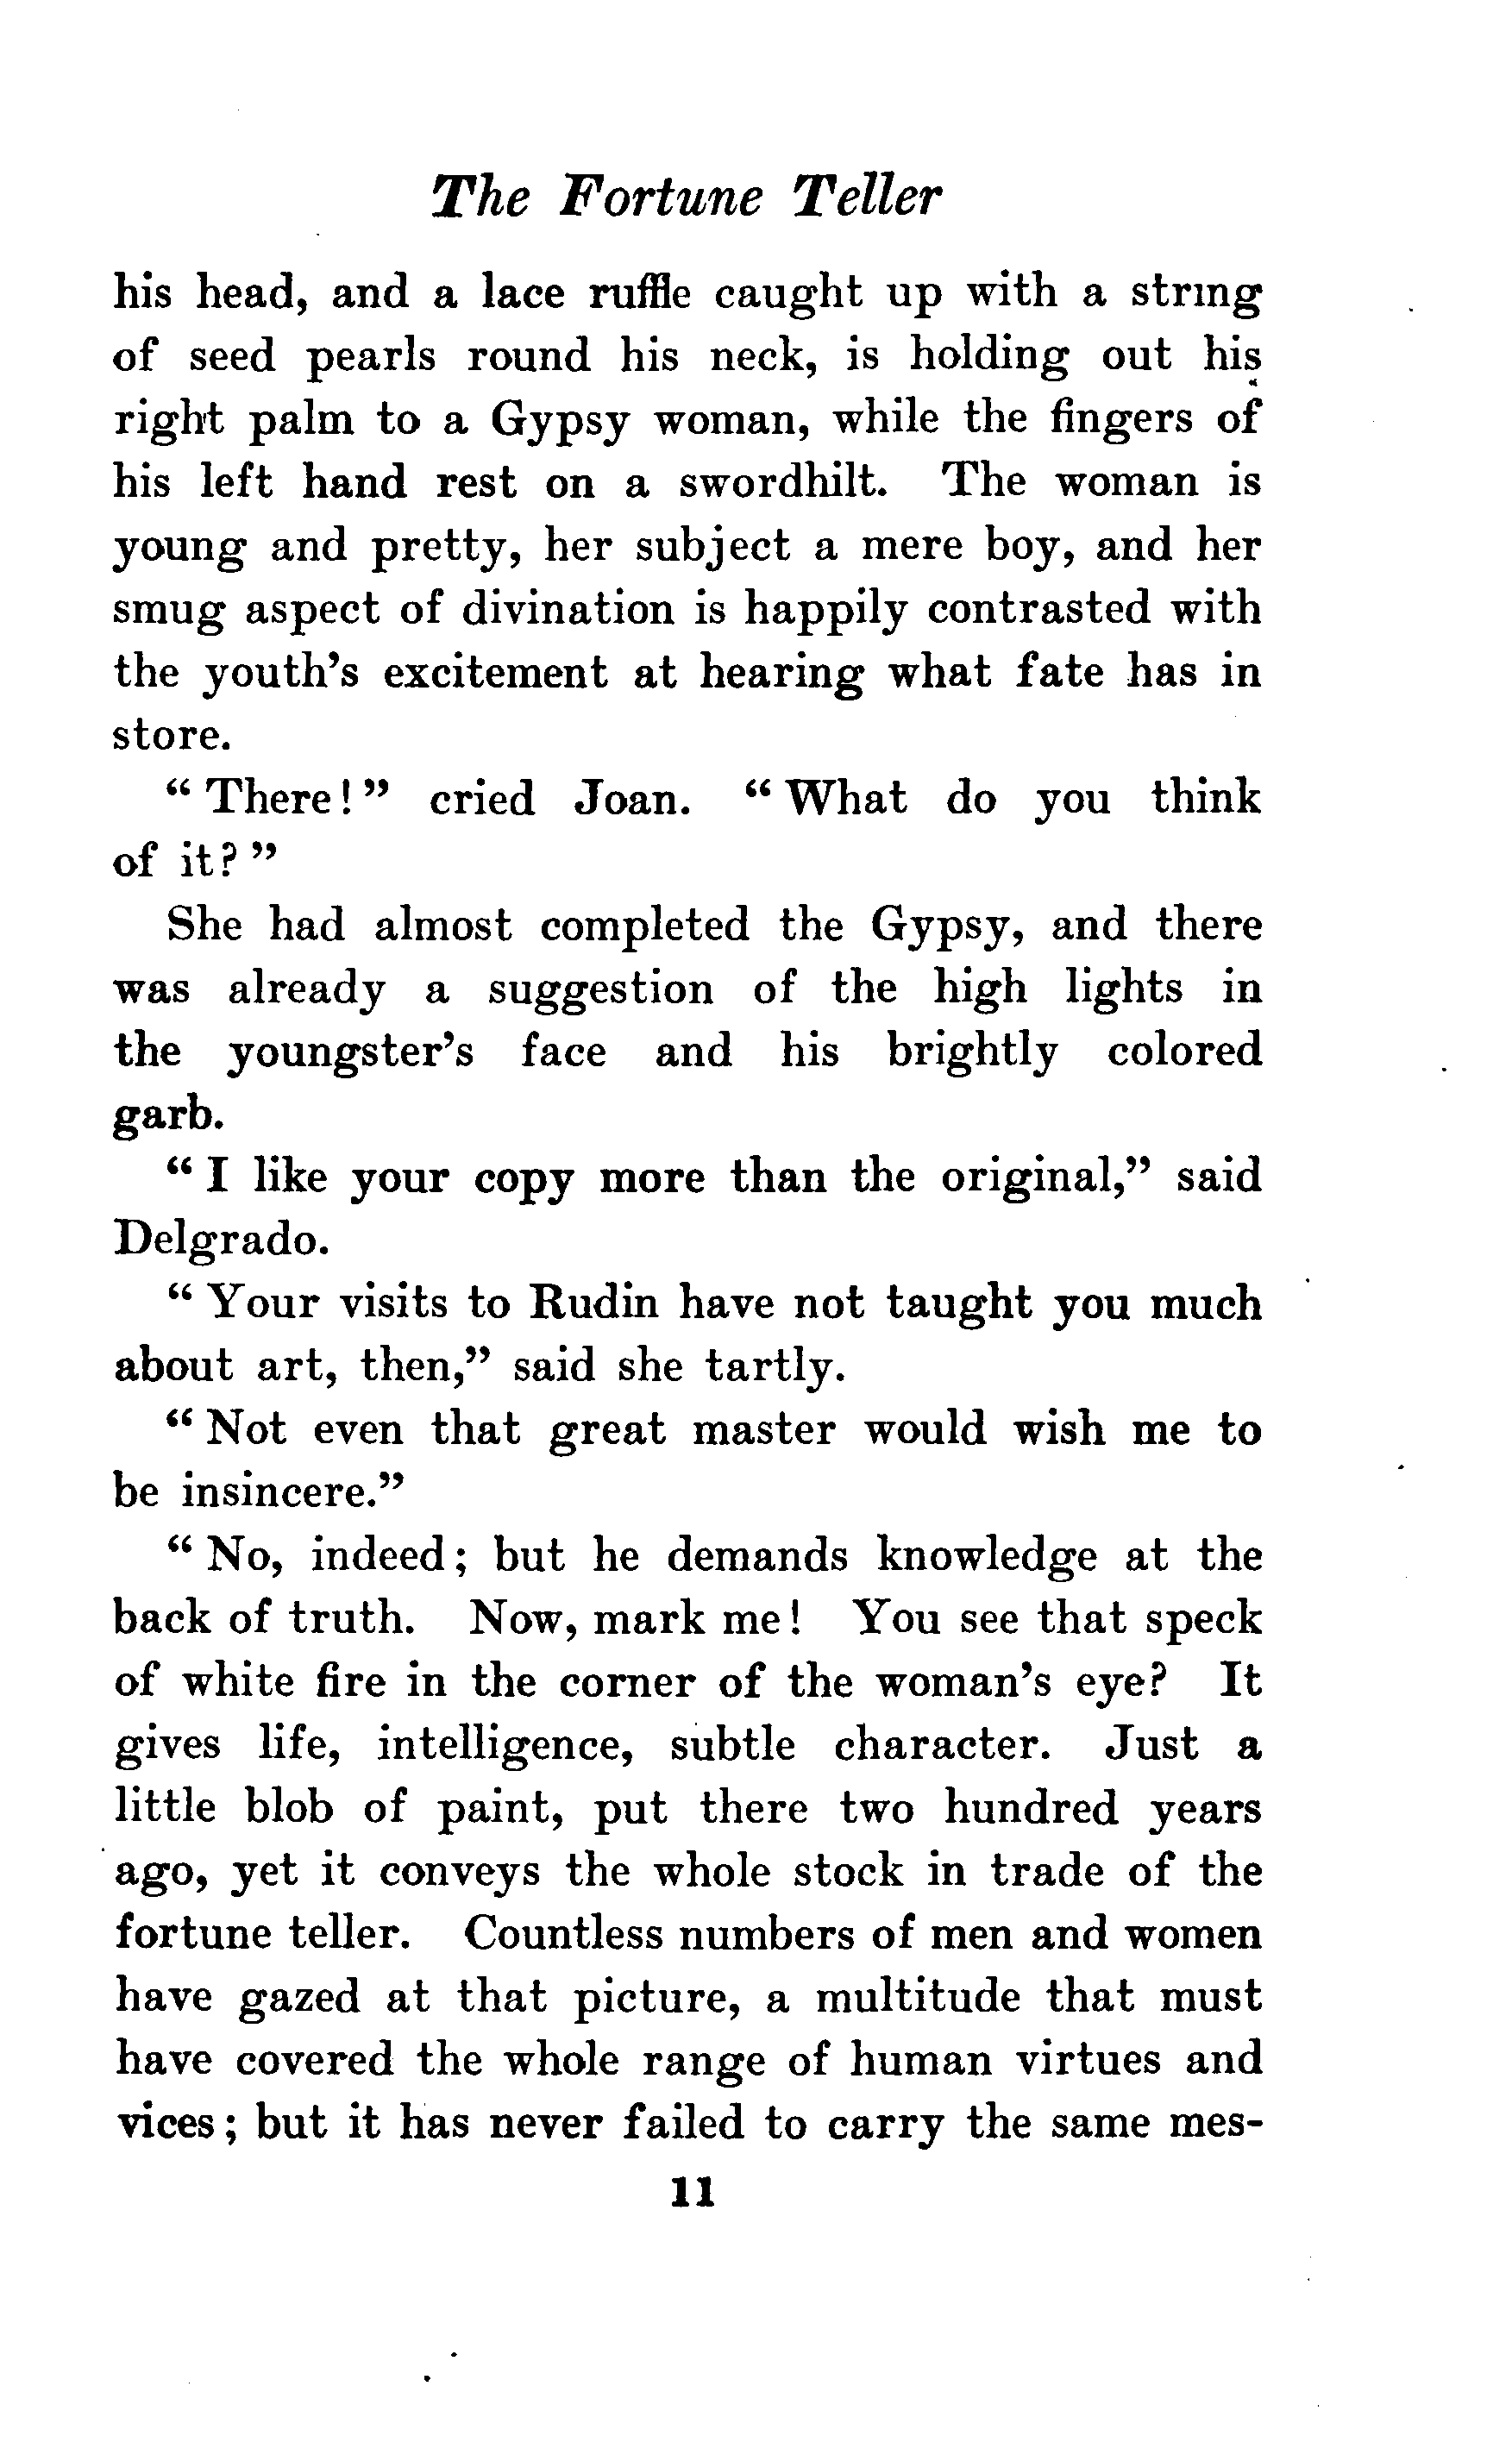 The Fortune Teller
his head, and a lace ruffle caught up with a string
of seed pearls round his neck, is holding out his
right palm to a Gypsy woman, while the fingers of
his left hand rest on a swordhilt. The woman is
young and pretty, her subject a mere boy, and her
smug aspect of divination is happily contrasted with
the youth's excitement at hearing what fate has in
store.
“ There! ” cried Joan. “ What do you think
of it? ”
She had almost completed the Gypsy, and there
was already a suggestion of the high lights in
the youngster's face and his brightly colored
garb.
“ I like your copy more than the original,” said
Delgrado.
“ Your visits to Rudin have not taught you much
about art, then,” said she tartly.
“ Not even that great master would wish me to
be insincere.”
“ No, indeed; but he demands knowledge at the
back of truth. Now, mark me! You see that speck
of white fire in the corner of the woman's eye? It
gives life, intelligence, subtle character. Just a
little blob of paint, put there two hundred years
ago, yet it conveys the whole stock in trade of the
fortune teller. Countless numbers of men and women
have gazed at that picture, a multitude that must
have covered the whole range of human virtues and
vices; but it has never failed to carry the same mes-
11